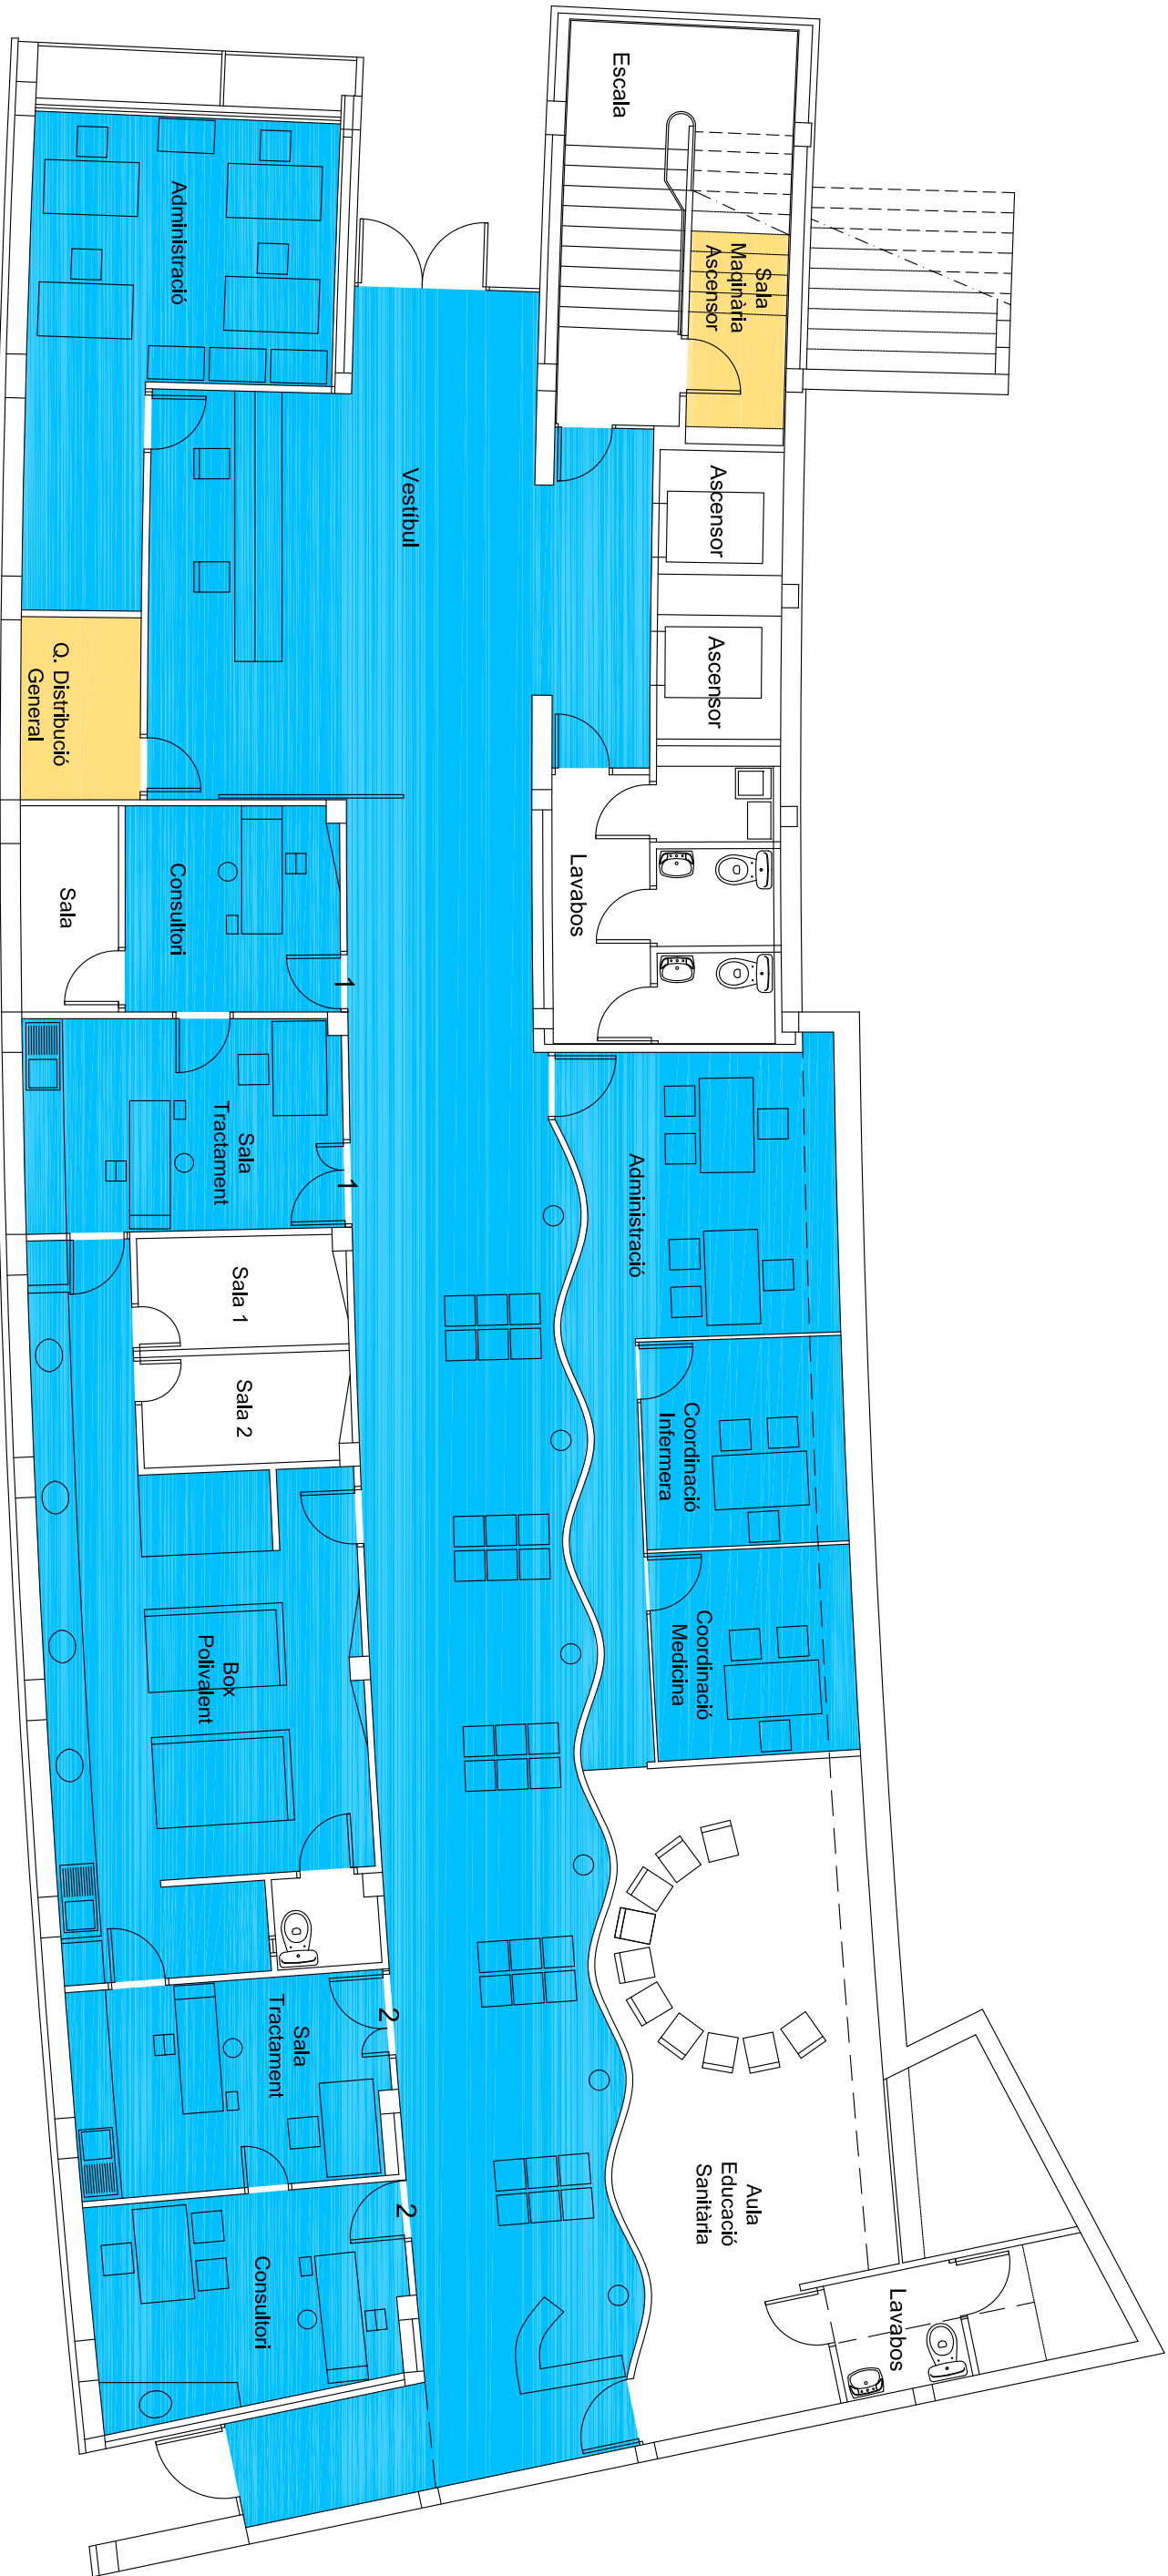 Escala
Sala
Maqinària
Ascensor
Administració
Vestíbul
Ascensor
Ascensor
Q. Distribució
General
Lavabos
Consultori
Sala
1
Sala
Tractament
1
Administració
Sala 1
Sala 2
Coordinació
Infermera
Coordinació
Medicina
Box
Polivalent
Sala
Tractament
2
Aula
Educació
Sanitària
2
Consultori
Lavabos